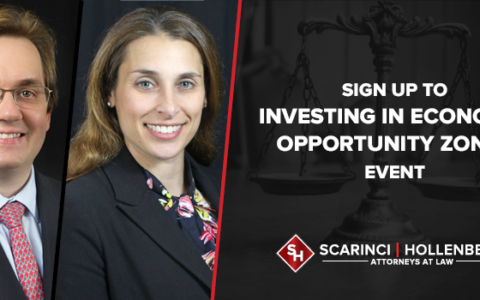 SIGN UP TO
INVESTING IN ECONO
OPPORTUNITY ZON
EVENT
SH SCARINCI | HOLLENBE
ATTORNEYS AT LAW